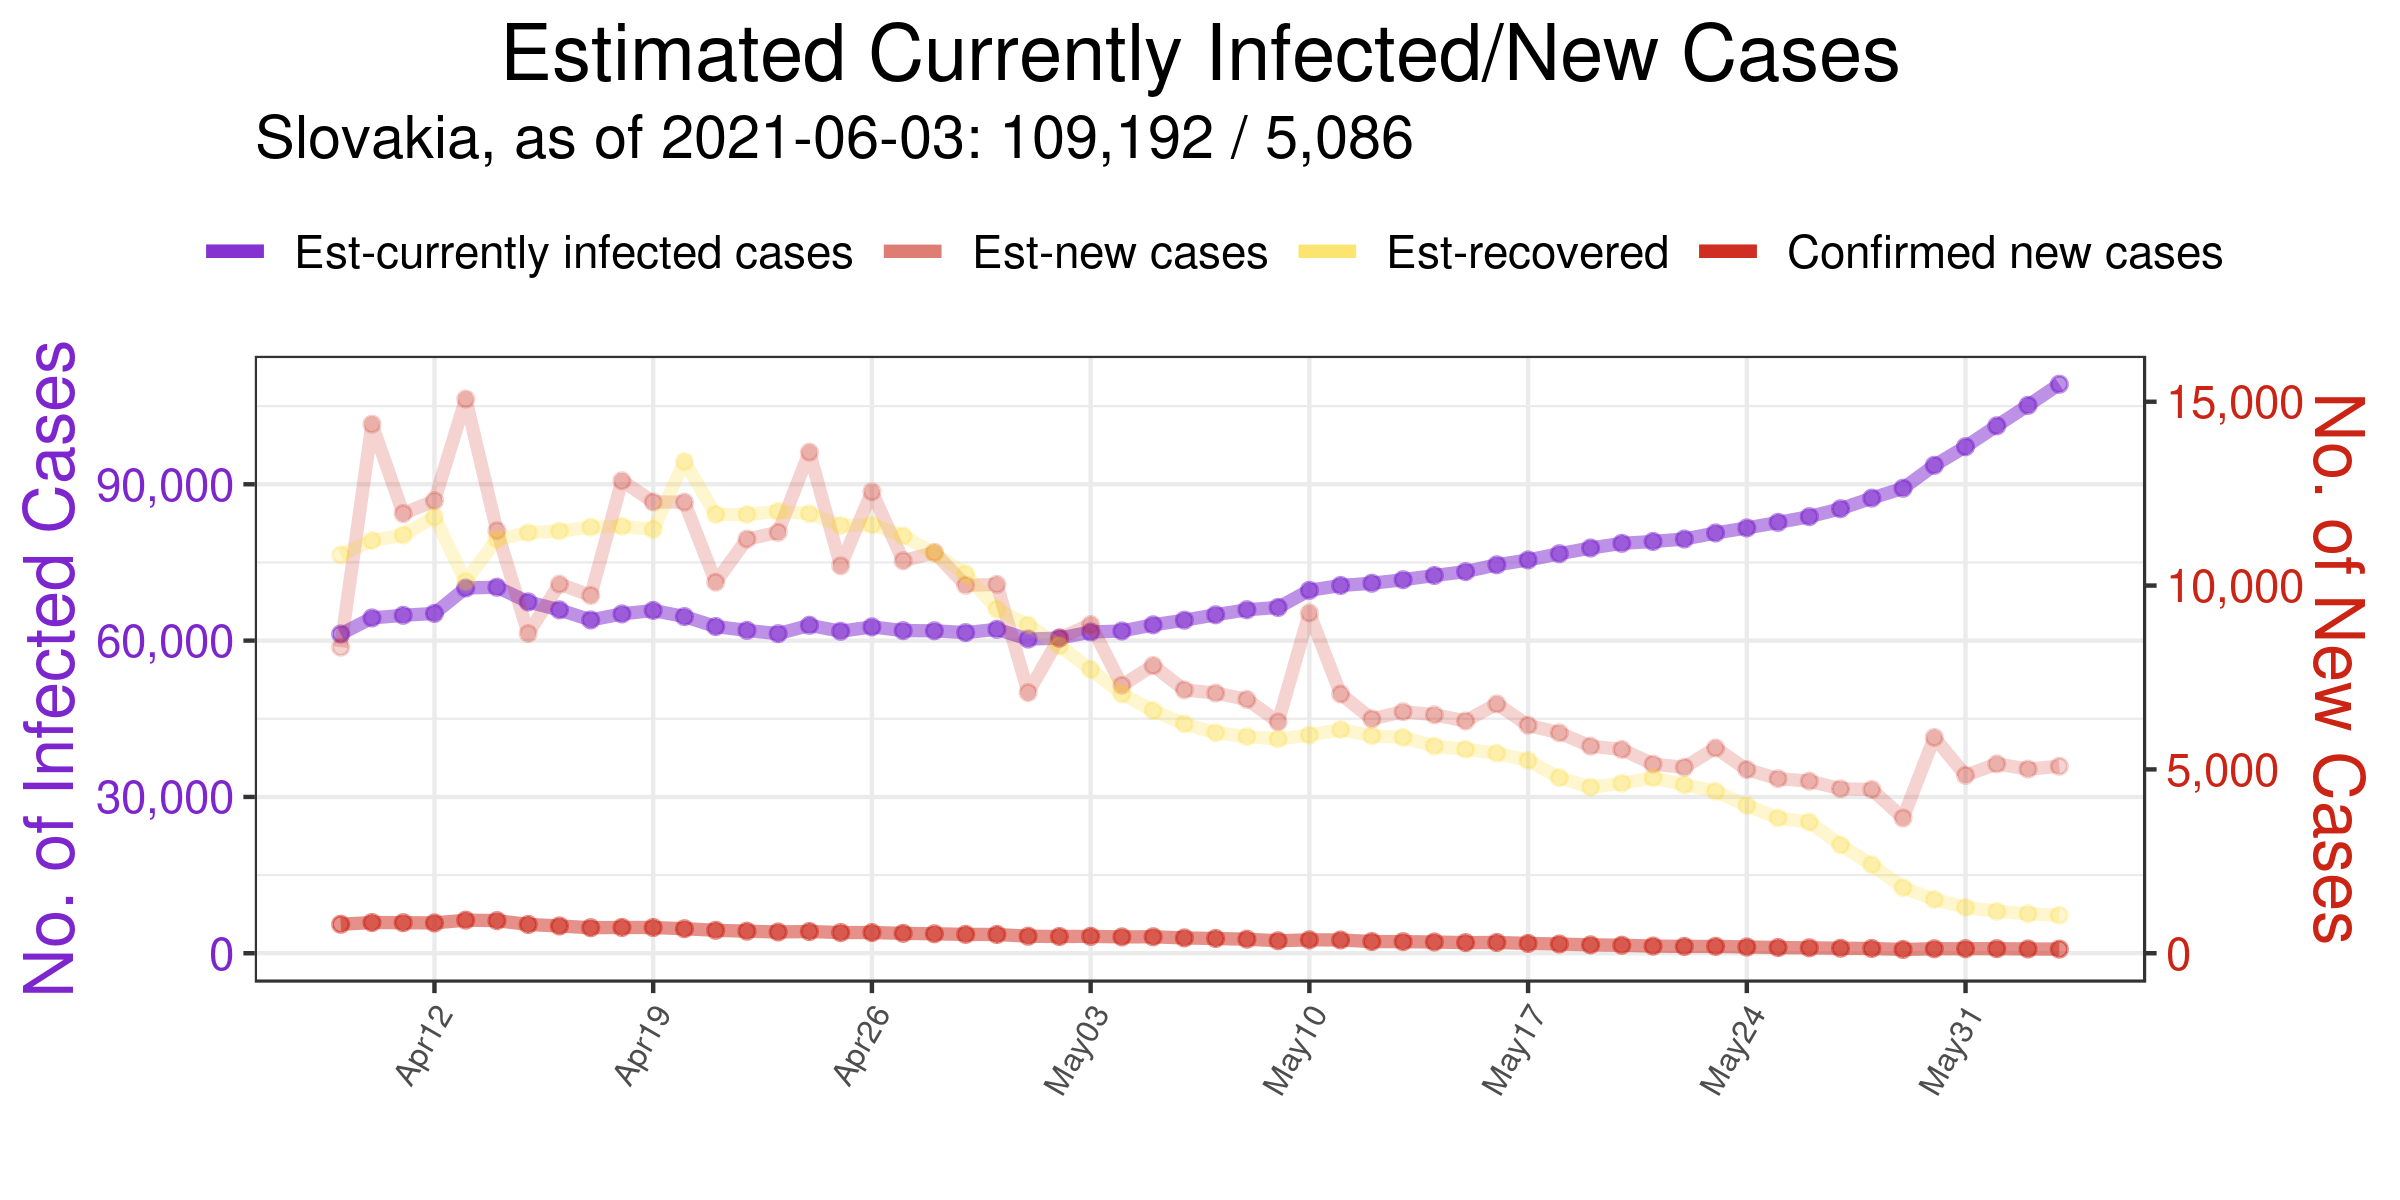 Estimated Currently Infected/New Cases
Slovakia, as of 2021-06-03: 109,192 / 5,086
Est-currently infected cases Est-new cases Est-recovered Confirmed new cases
No. of Infected Cases
90,000
60,000
30,000
0
15,000
10,000
5,000
0
No. of New Cases
Apr12 Apr19 Apr26 May03 May10 May17 May24 May31